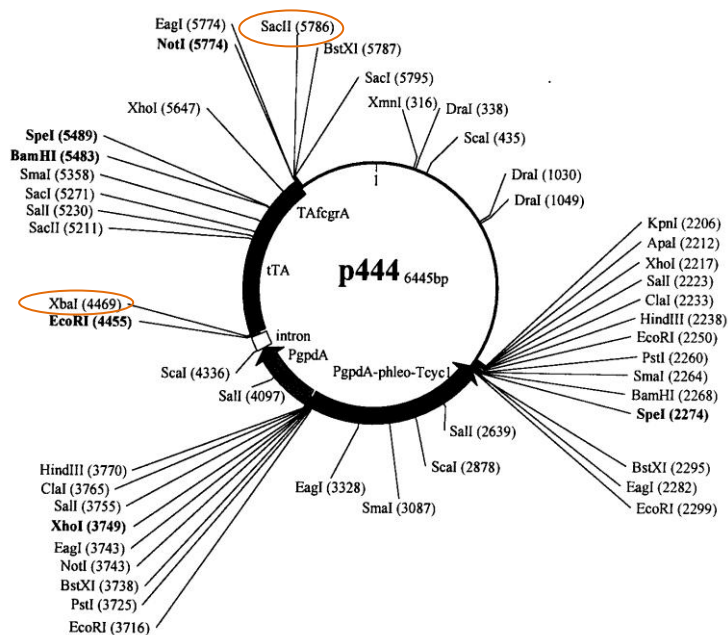 EagI (5774)
NotI (5774)
SacII (5786)
BstXI (5787)
SacI (5795)
XhoI (5647)
XmnI (316)
DraI (338)
ScaI (435)
DraI (1030)
DraI (1049)
SpeI (5489)
BamHI (5483)
SmaI (5358)
SacI (5271)
SalI (5230)
SacII (5211)
XbaI (4469)
EcoRI (4455)
ScaI (4336)
SalI (4097)
1
TAfcgrA
tTA
p444 6445bp
intron
PgpdA
PgpdA-phleo-Tcyc1
KpnI (2206)
ApaI (2212)
XhoI (2217)
SalI (2223)
ClaI (2233)
HindIII (2238)
EcoRI (2250)
PstI (2260)
SmaI (2264)
BamHI (2268)
SpeI (2274)
BstXI (2295)
EagI (2282)
EcoRI (2299)
SalI (2639)
ScaI (2878)
SmaI (3087)
EagI (3328)
HindIII (3770)
ClaI (3765)
SalI (3755)
XhoI (3749)
EagI (3743)
NotI (3743)
BstXI (3738)
PstI (3725)
EcoRI (3716)